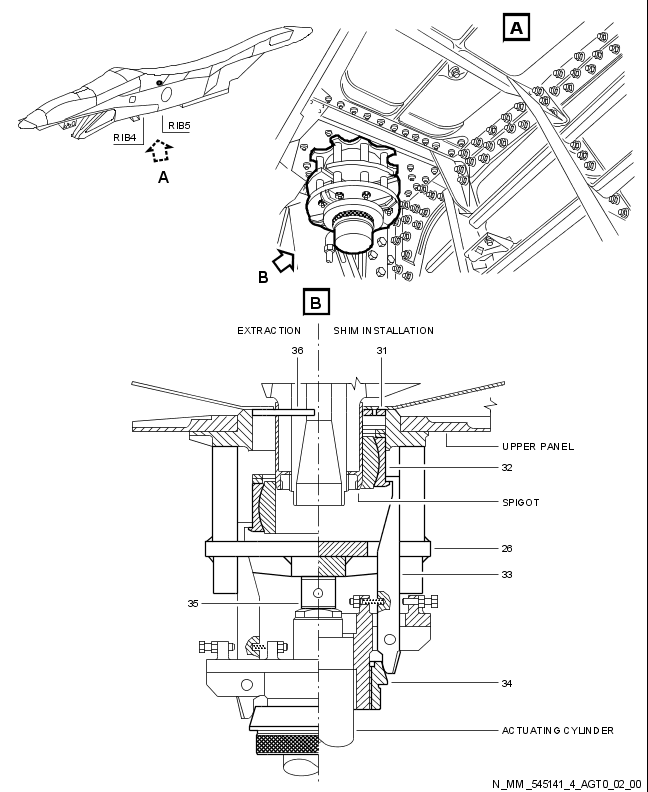 A
RIB4
RIB5
A
B
B
EXTRACTION
SHIM INSTALLATION
36
31
UPPER PANEL
32
SPIGOT
26
33
35
34
ACTUATING CYLINDER
N_MM_545141_4_AGT0_02_00